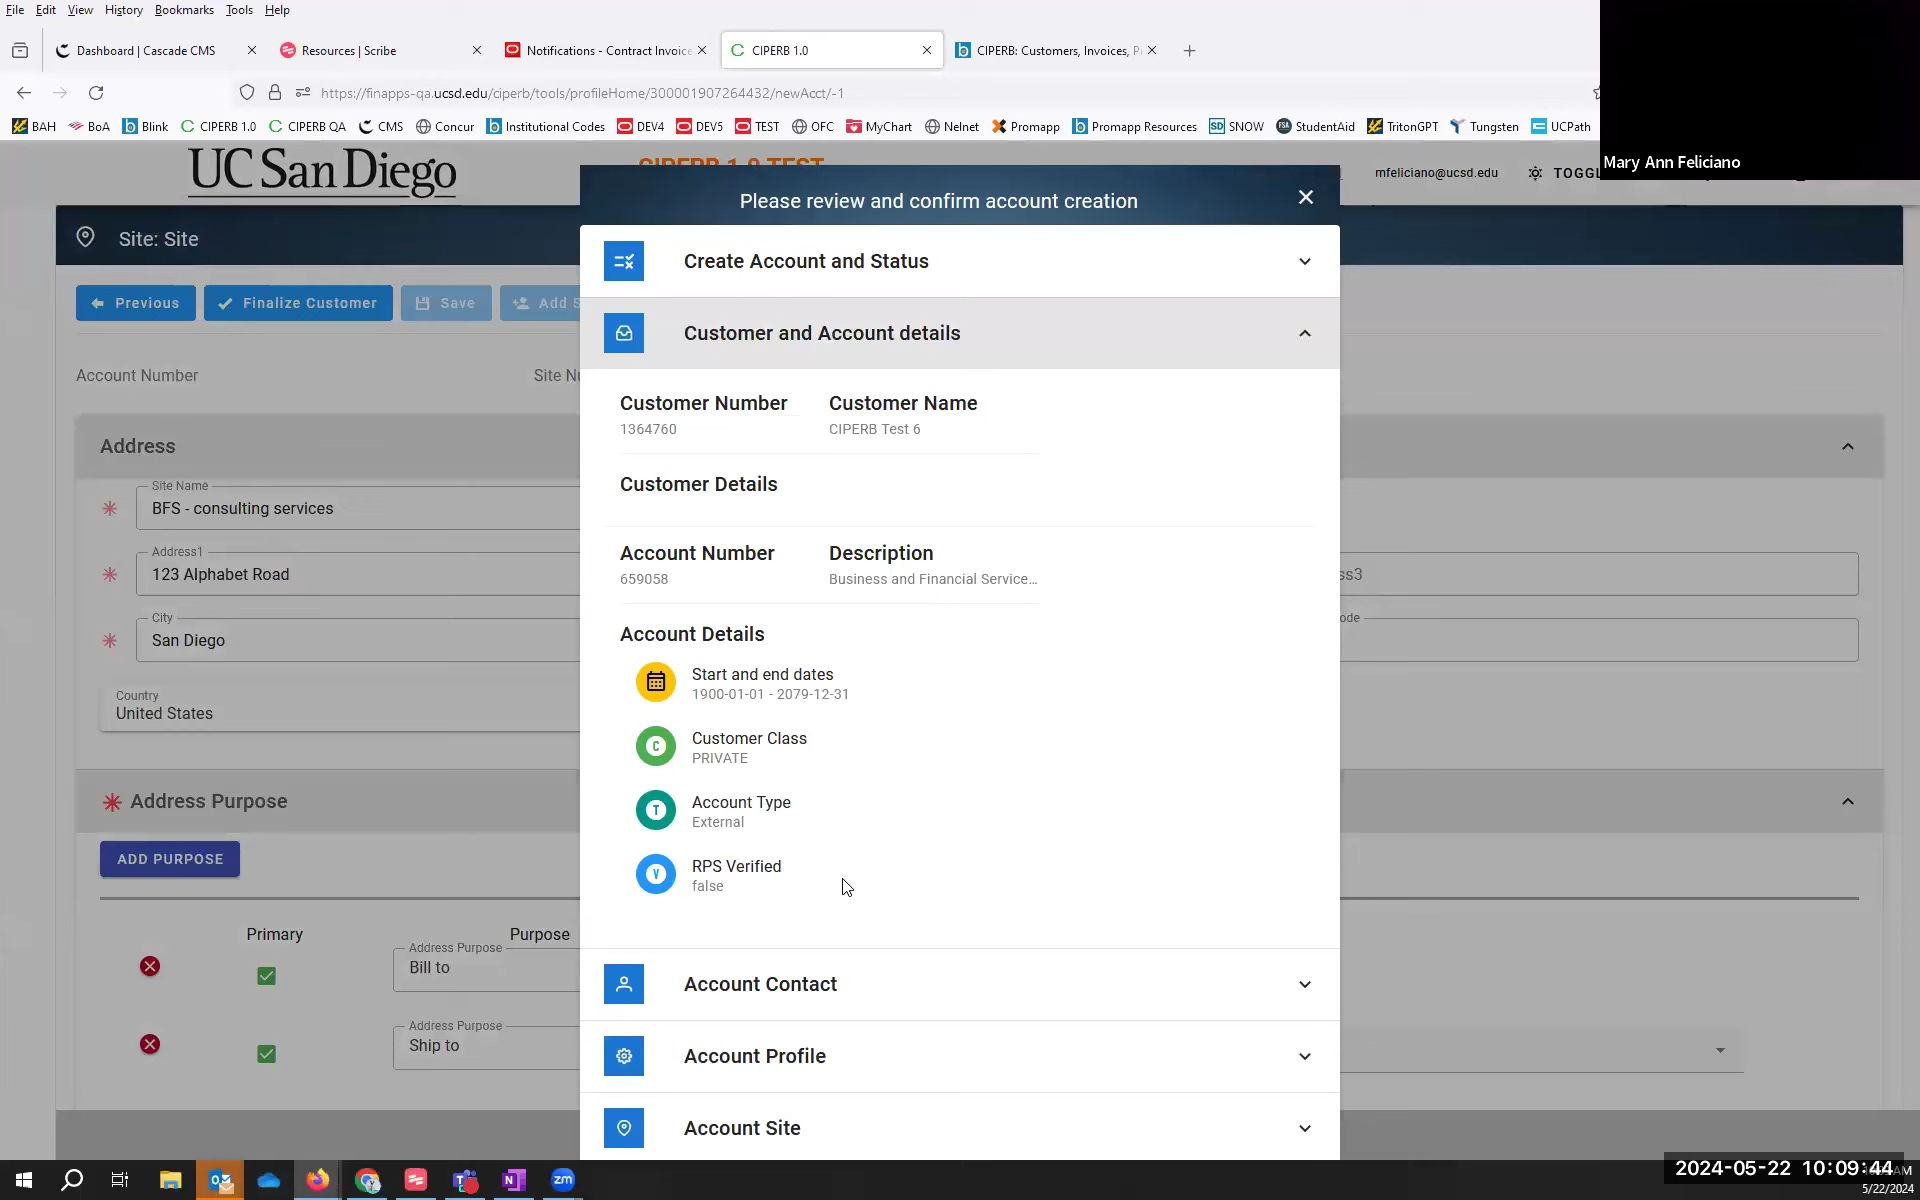 File Edit View History Bookmarks Tools Help
Dashboard | Cascade CMS
Resources | Scribe
Notifications - Contract Invoice
CIPERB 1.0
CIPERB: Customers, Invoices, P
https://finapps-qa.ucsd.edu/ciperb/tools/profileHome/300001907264432/newAcct/-1
BAH BoA Blink CIPERB 1.0 CIPERB QA CMS Concur Institutional Codes DEV4 DEV5 TEST OFC MyChart Nelnet Promapp Promapp Resources SNOW StudentAid TritonGPT Tungsten UCPath
Mary Ann Feliciano
UC San Diego
CIPERB 1.0 TEST
mfeliciano@ucsd.edu
TOGGL
Site: Site
Previous
Finalize Customer
Save
Add S
Account Number
Site Nu
Address
Site Name
BFS - consulting services
Address1
123 Alphabet Road
ss3
City
San Diego
ode
Country
United States
Address Purpose
ADD PURPOSE
Primary
Purpose
Address Purpose
Bill to
Address Purpose
Ship to
Please review and confirm account creation
Create Account and Status
Customer and Account details
Customer Number Customer Name
1364760 CIPERB Test 6
Customer Details
Account Number Description
659058 Business and Financial Service...
Account Details
Start and end dates
1900-01-01 - 2079-12-31
C
Customer Class
PRIVATE
T
Account Type
External
V
RPS Verified
false
Account Contact
Account Profile
Account Site
zm
2024-05-22 10:09:44
5/22/2024